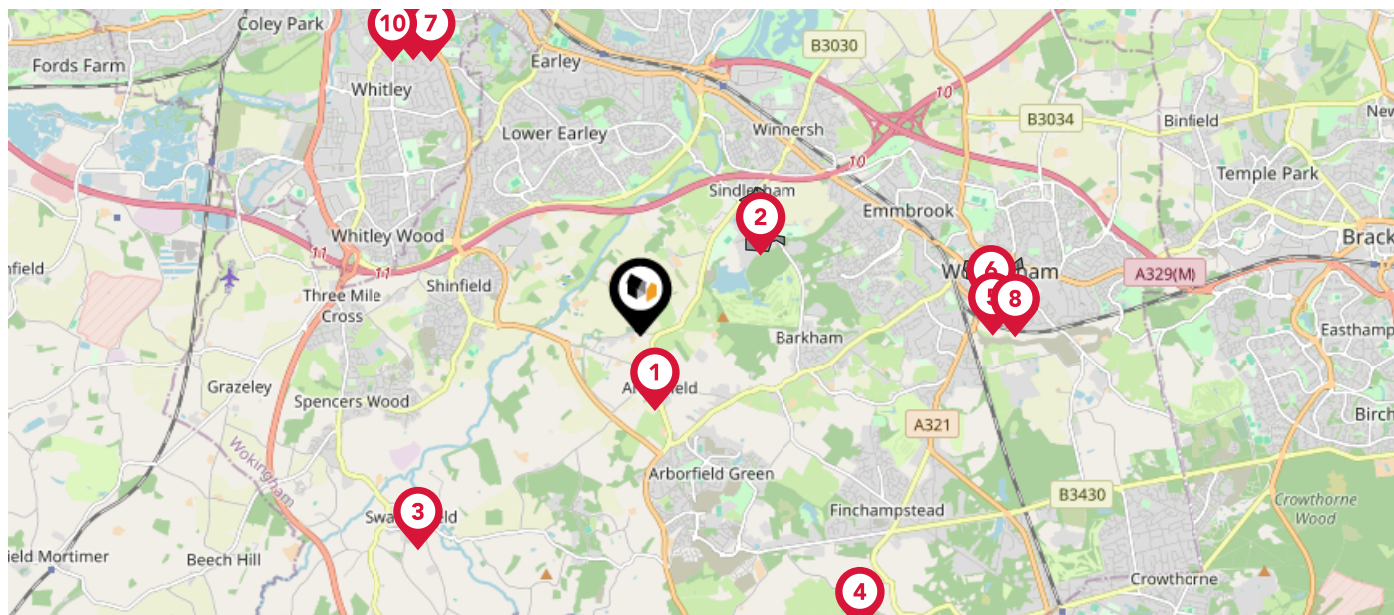 Coley Park
10
7
B3030
Fords Farm
Earley
Whitley
10
B3034
Binfield
Lower Earley
Winnersh
10
Temple Park
Sindlesham
2
Emmbrook
11
Whitley Wood
11
nfield
6
A329(M)
Shinfield
Three Mile
Cross
8
Easthamp
Barkham
1
Grazeley
Spencers Wood
A321
Birch
Wokingham
Arborfield Green
B3430
Crowthorne
Wood
3
Finchampstead
ield Mortimer
Beech Hill
4
Crowthorne
Brack